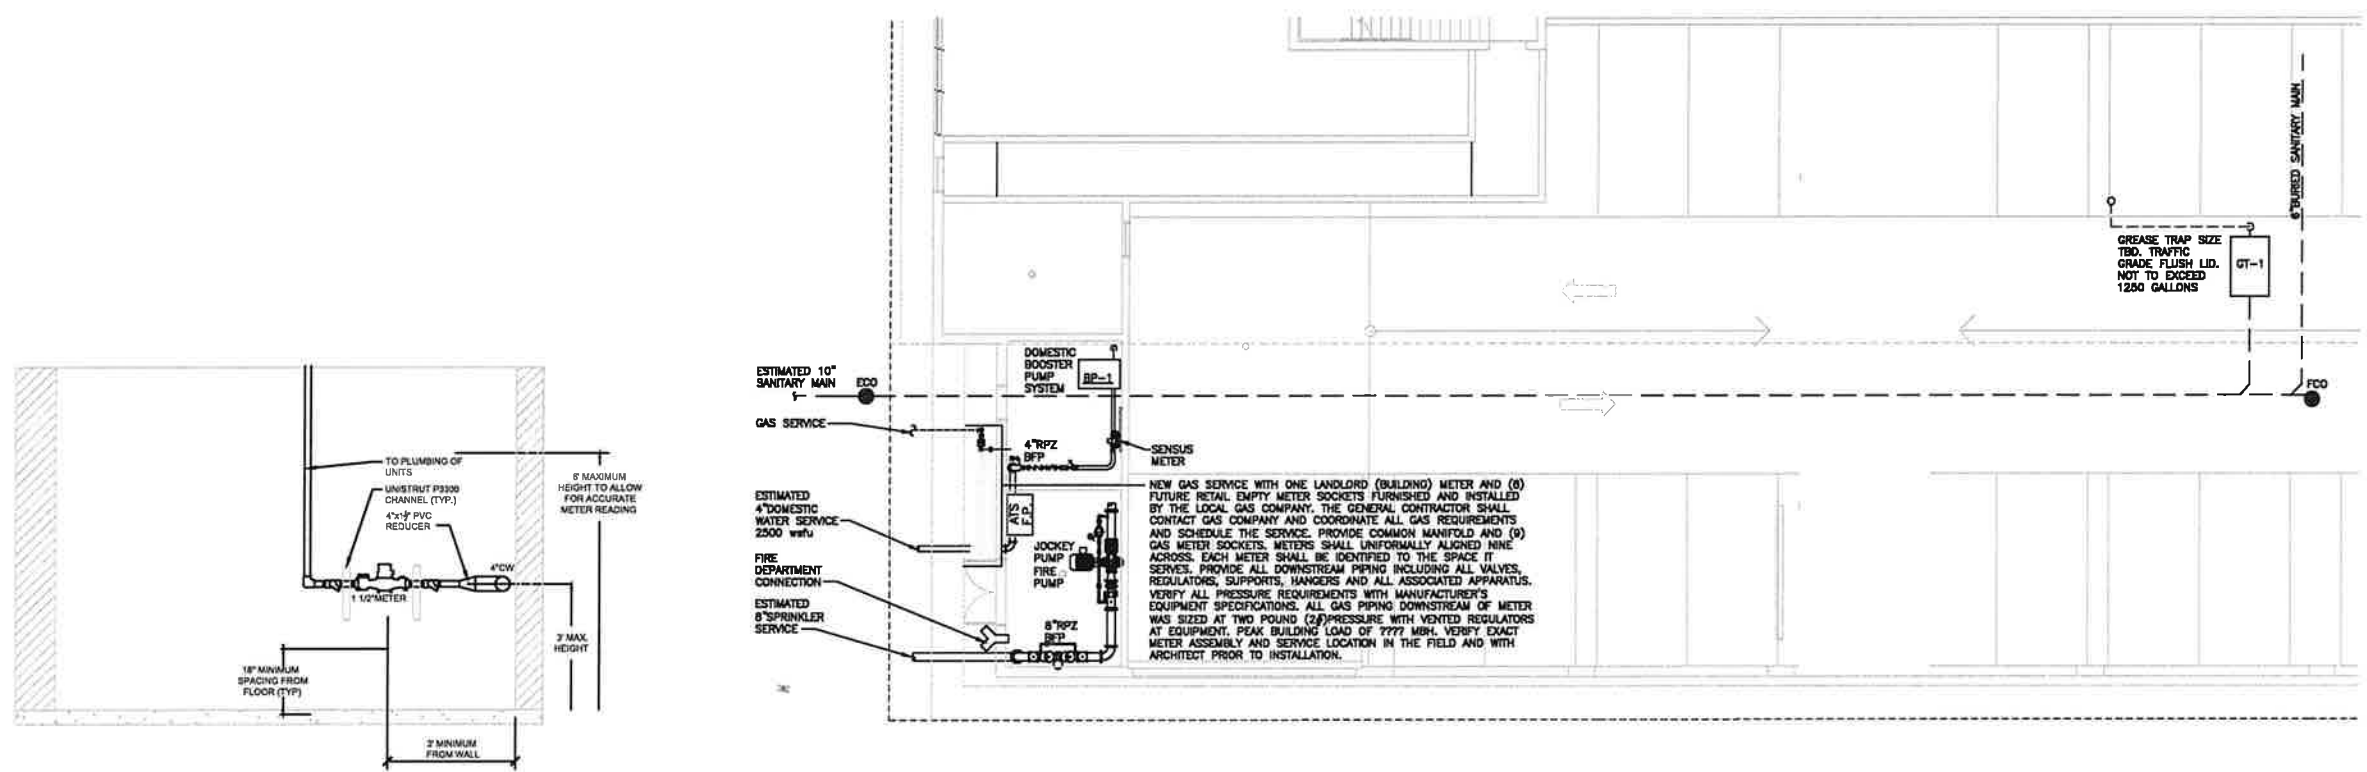 TO PLUMBING OF
UNITS
UNISTRUT P3300
CHANNEL (TYP.)
4"x1½" PVC
REDUCER
6' MAXIMUM
HEIGHT TO ALLOW
FOR ACCURATE
METER READING
4"CW
1 1/2"METER
3' MAX.
HEIGHT
18" MINIMUM
SPACING FROM
FLOOR (TYP)
2' MINIMUM
FROM WALL
ESTIMATED 10"
SANITARY MAIN
ECO
GAS SERVICE
ESTIMATED
4"DOMESTIC
WATER SERVICE
2500 wsfu
FIRE
DEPARTMENT
CONNECTION
ESTIMATED
8"SPRINKLER
SERVICE
DOMESTIC
BOOSTER
PUMP
SYSTEM
BP-1
4"RPZ
BFP
SENSUS
METER
ATS
F.P.
JOCKEY
PUMP
FIRE
PUMP
8"RPZ
BFP
NEW GAS SERVICE WITH ONE LANDLORD (BUILDING) METER AND (8)
FUTURE RETAIL EMPTY METER SOCKETS FURNISHED AND INSTALLED
BY THE LOCAL GAS COMPANY. THE GENERAL CONTRACTOR SHALL
CONTACT GAS COMPANY AND COORDINATE ALL GAS REQUIREMENTS
AND SCHEDULE THE SERVICE. PROVIDE COMMON MANIFOLD AND (9)
GAS METER SOCKETS. METERS SHALL UNIFORMALLY ALIGNED NINE
ACROSS. EACH METER SHALL BE IDENTIFIED TO THE SPACE IT
SERVES. PROVIDE ALL DOWNSTREAM PIPING INCLUDING ALL VALVES,
REGULATORS, SUPPORTS, HANGERS AND ALL ASSOCIATED APPARATUS.
VERIFY ALL PRESSURE REQUIREMENTS WITH MANUFACTURER'S
EQUIPMENT SPECIFICATIONS. ALL GAS PIPING DOWNSTREAM OF METER
WAS SIZED AT TWO POUND (2#)PRESSURE WITH VENTED REGULATORS
AT EQUIPMENT. PEAK BUILDING LOAD OF ???? MBH. VERIFY EXACT
METER ASSEMBLY AND SERVICE LOCATION IN THE FIELD AND WITH
ARCHITECT PRIOR TO INSTALLATION.
6"BURIED SANITARY MAIN
GREASE TRAP SIZE
TBD. TRAFFIC
GRADE FLUSH LID.
NOT TO EXCEED
1250 GALLONS
GT-1
FCO